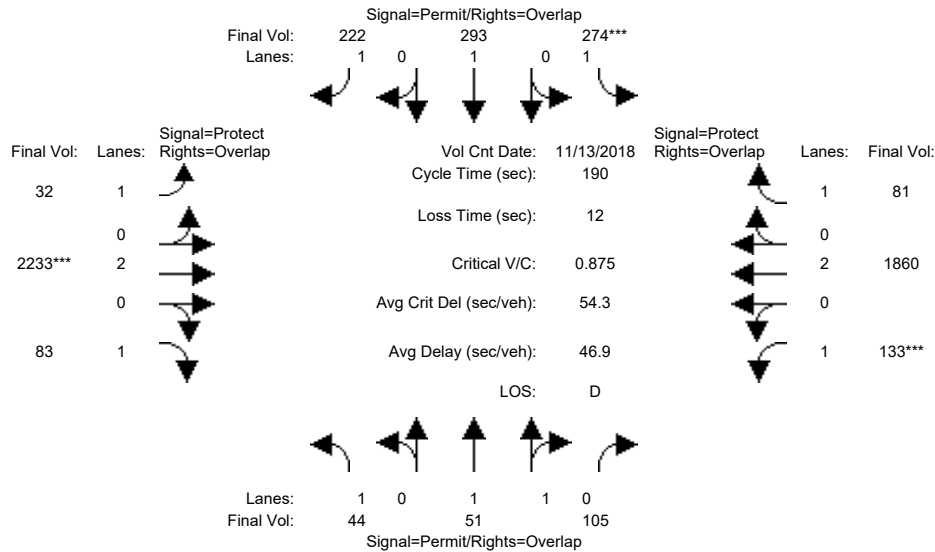 Signal=Permit/Rights=Overlap
Final Vol: 222 293 274***
Lanes: 1 0 1 0 1
Signal=Protect
Rights=Overlap
Final Vol: Lanes:
Vol Cnt Date: 11/13/2018
Signal=Protect
Rights=Overlap
Lanes: Final Vol:
Cycle Time (sec): 190
32 1
1 81
Loss Time (sec): 12
0
0
2233*** 2
Critical V/C: 0.875
2 1860
0
Avg Crit Del (sec/veh): 54.3
0
83 1
Avg Delay (sec/veh): 46.9
1 133***
LOS: D
Lanes: 1 0 1 1 0
Final Vol: 44 51 105
Signal=Permit/Rights=Overlap